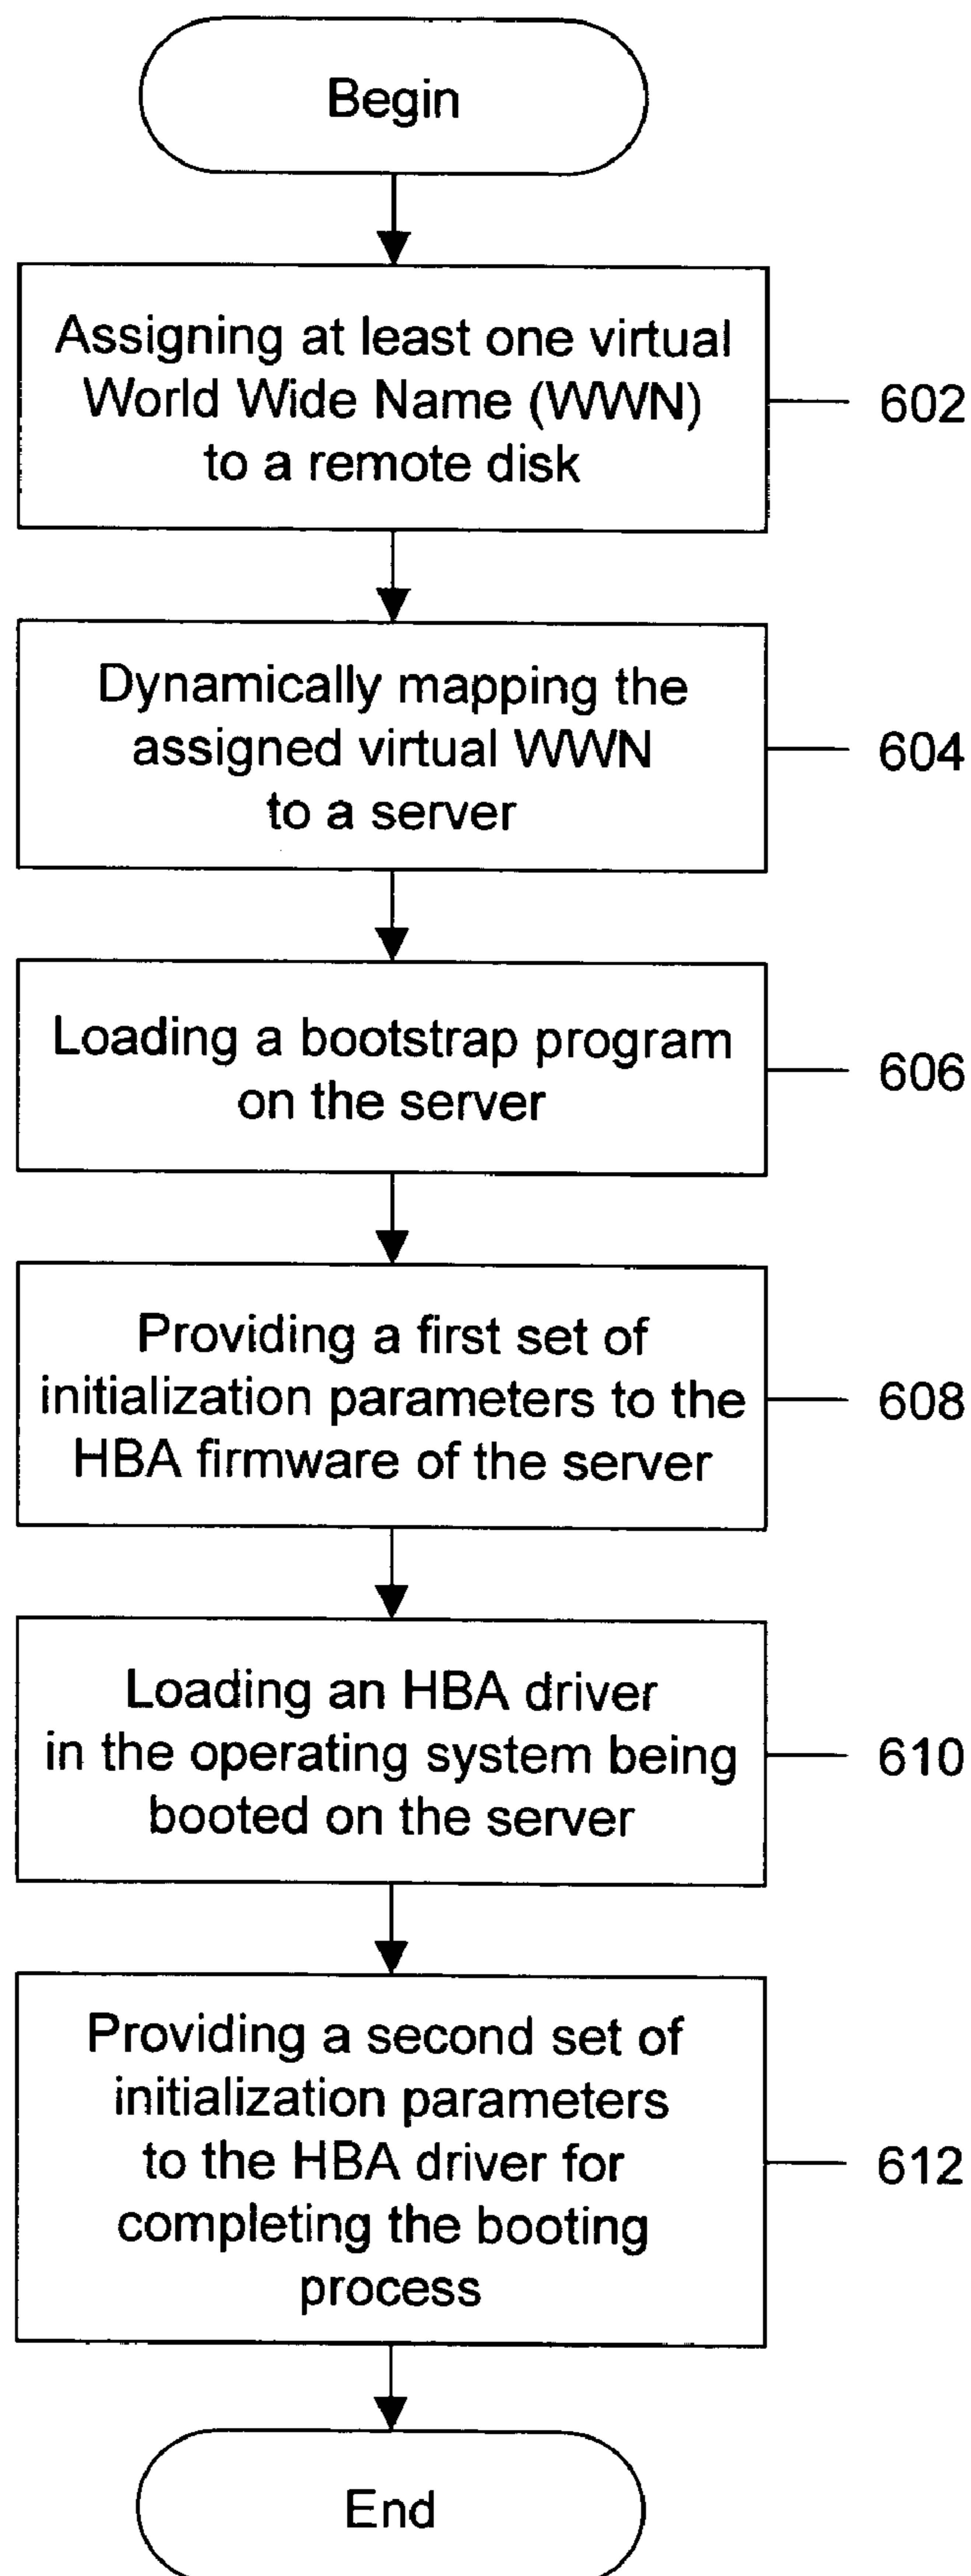 Begin
Assigning at least one virtual
World Wide Name (WWN)
to a remote disk
602
Dynamically mapping the
assigned virtual WWN
to a server
604
Loading a bootstrap program
on the server
606
Providing a first set of
initialization parameters to the
HBA firmware of the server
608
Loading an HBA driver
in the operating system being
booted on the server
610
Providing a second set of
initialization parameters
to the HBA driver for
completing the booting
process
612
End